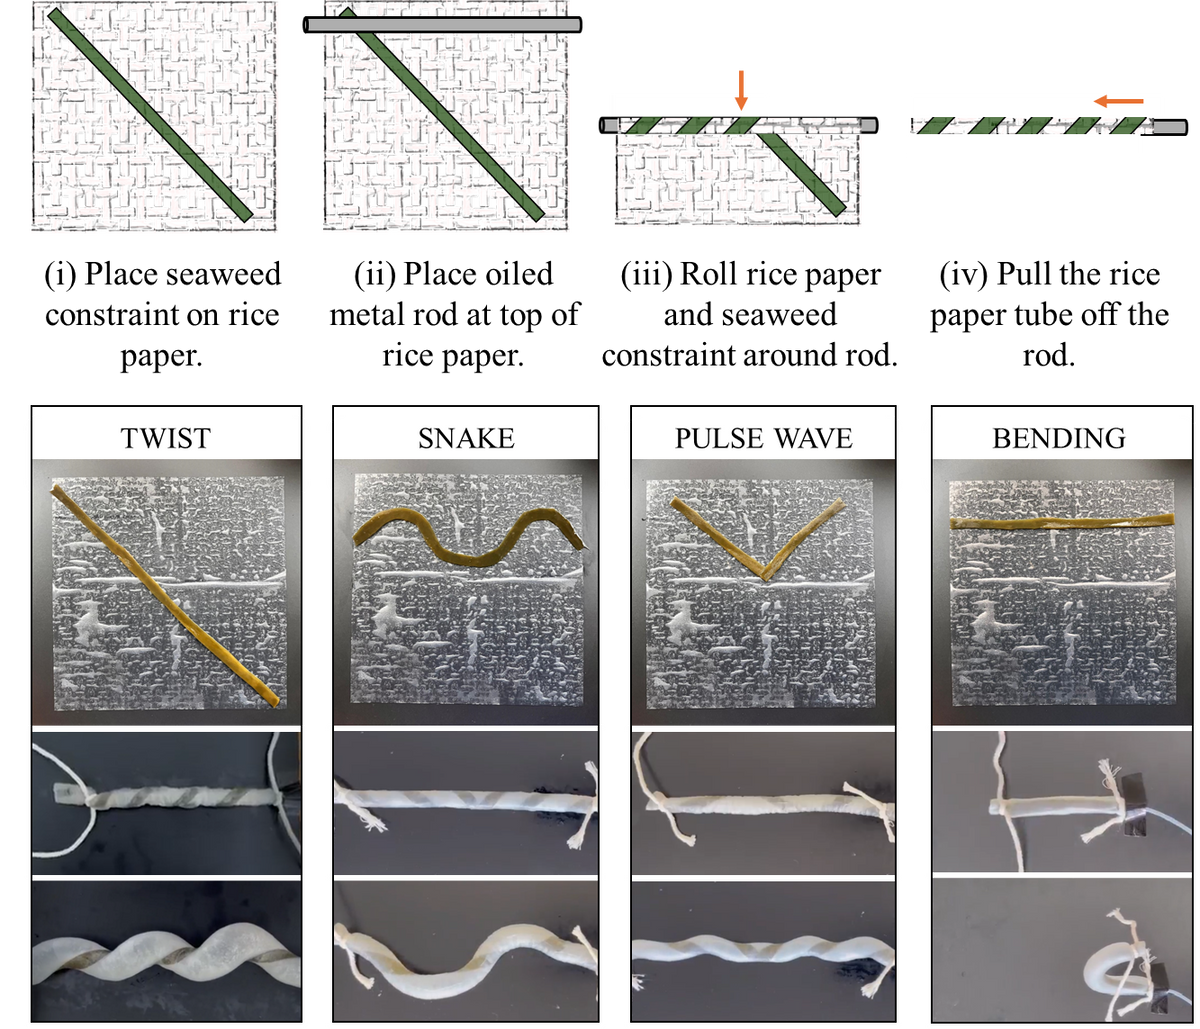 (i) Place seaweed
constraint on rice
paper.
(ii) Place oiled
metal rod at top of
rice paper.
(iii) Roll rice paper
and seaweed
constraint around rod.
(iv) Pull the rice
paper tube off the
rod.
TWIST
SNAKE
PULSE WAVE
BENDING